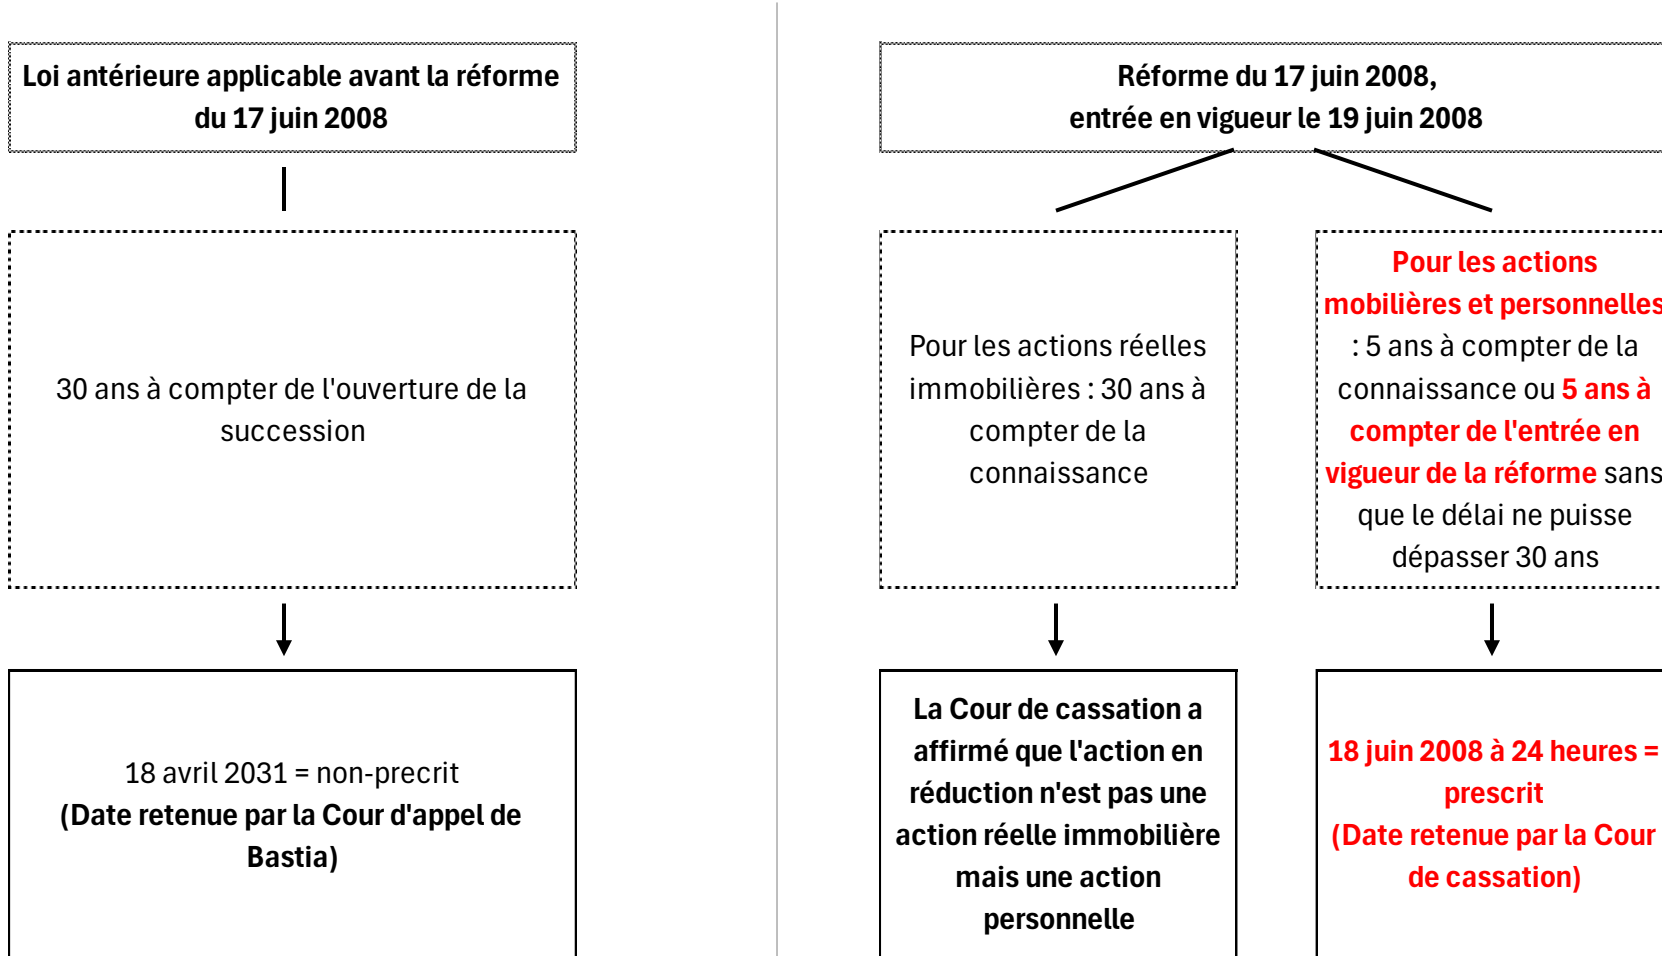 Loi antérieure applicable avant la réforme
du 17 juin 2008
30 ans à compter de l'ouverture de la
succession
18 avril 2031 = non-precrit
(Date retenue par la Cour d'appel de
Bastia)
Réforme du 17 juin 2008,
entrée en vigueur le 19 juin 2008
Pour les actions réelles
immobilières : 30 ans à
compter de la
connaissance
La Cour de cassation a
affirmé que l'action en
réduction n'est pas une
action réelle immobilière
mais une action
personnelle
Pour les actions
mobilières et personnelles
: 5 ans à compter de la
connaissance ou 5 ans à
compter de l'entrée en
vigueur de la réforme sans
que le délai ne puisse
dépasser 30 ans
18 juin 2008 à 24 heures =
prescrit
(Date retenue par la Cour
de cassation)